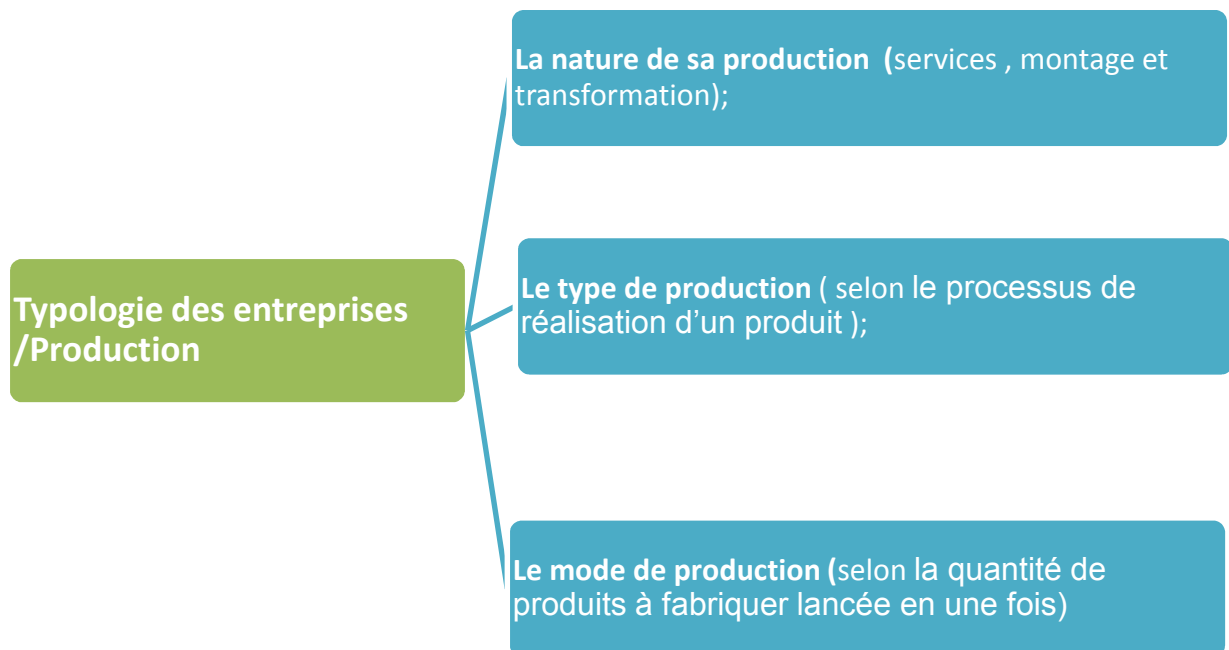 La nature de sa production  (services , montage et
transformation);
Typologie des entreprises
/Production
Le type de production ( selon le processus de
réalisation d’un produit );
Le mode de production (selon la quantité de
produits à fabriquer lancée en une fois)